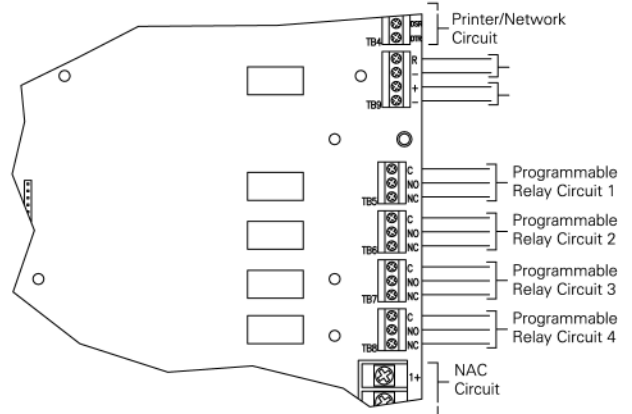 DSR
Printer/Network
DTR
Circuit
TB4
R
−
+
−
TB9
C
Programmable
NO
Relay Circuit 1
NC
TB5
C
Programmable
NO
Relay Circuit 2
NC
TB6
C
Programmable
NO
Relay Circuit 3
NC
TB7
C
Programmable
NO
Relay Circuit 4
NC
TB8
1+
NAC
Circuit